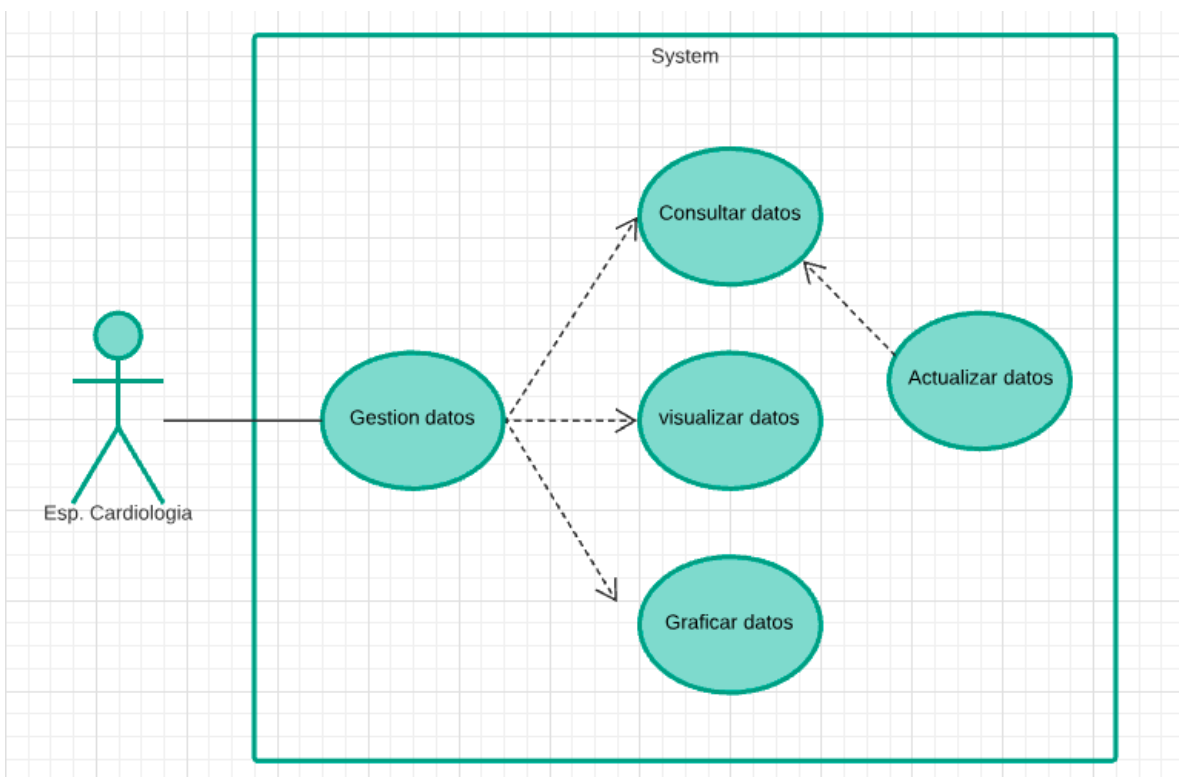 System
Consultar datos
Actualizar datos
Gestion datos
visualizar datos
Esp. Cardiologia
Graficar datos